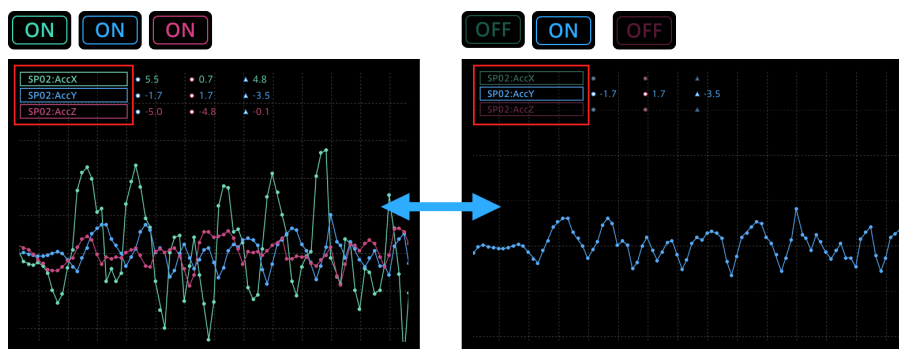 ON ON ON
SP02:AccX 5.5 0.7 4.8
SP02:AccY -1.7 1.7 -3.5
SP02:AccZ -5.0 -4.8 -0.1
OFF ON OFF
SP02:AccX
SP02:AccY -1.7 1.7 -3.5
SP02:AccZ